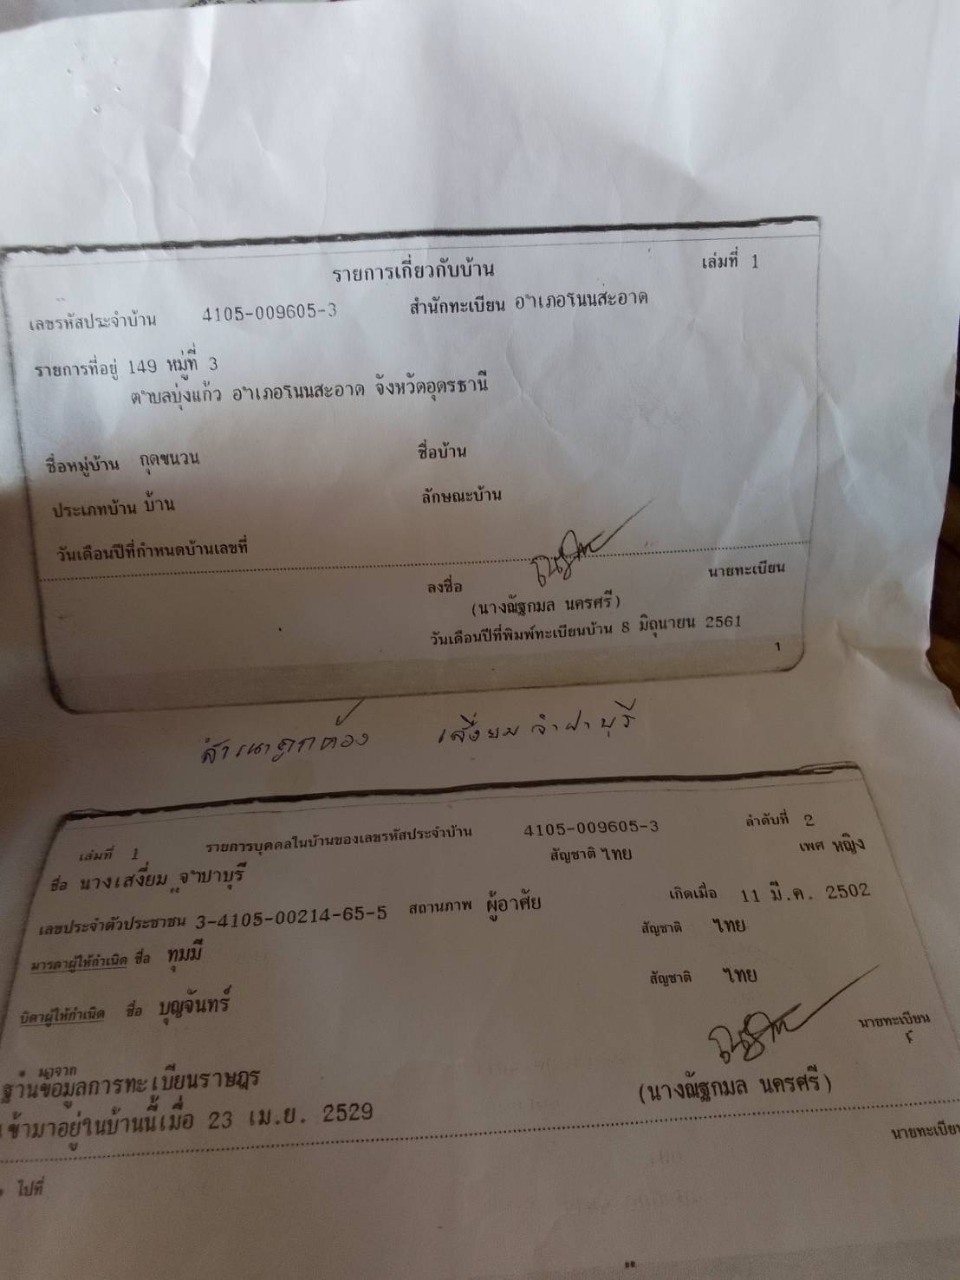 รายการเกี่ยวกับบ้าน เล่มที่ 1
เลขรหัสประจำบ้าน 4105-009605-3 สำนักทะเบียน อำเภอโนนสะอาด
รายการที่อยู่ 149 หมู่ที่ 3
ตำบลบุ่งแก้ว อำเภอโนนสะอาด จังหวัดอุดรธานี
ชื่อหมู่บ้าน กุดขนวน ชื่อบ้าน
ประเภทบ้าน บ้าน ลักษณะบ้าน
วันเดือนปีที่กำหนดบ้านเลขที่
ลงชื่อ นายทะเบียน
(นางณัฐกมล นครศรี)
วันเดือนปีที่พิมพ์ทะเบียนบ้าน 8 มิถุนายน 2561
1
สำเนาถูกต้อง เสงี่ยม จำปาบุรี
เล่มที่ 1 รายการบุคคลในบ้านของเลขรหัสประจำบ้าน 4105-009605-3 ลำดับที่ 2
ชื่อ นางเสงี่ยม จำปาบุรี สัญชาติ ไทย เพศ หญิง
เลขประจำตัวประชาชน 3-4105-00214-65-5 สถานภาพ ผู้อาศัย เกิดเมื่อ 11 มี.ค. 2502
มารดาผู้ให้กำเนิด ชื่อ ทุมมี สัญชาติ ไทย
บิดาผู้ให้กำเนิด ชื่อ บุญจันทร์ สัญชาติ ไทย
* มาจาก นายทะเบียน
ฐานข้อมูลการทะเบียนราษฎร (นางณัฐกมล นครศรี)
เข้ามาอยู่ในบ้านนี้เมื่อ 23 เม.ย. 2529
นายทะเบียน
* ไปที่